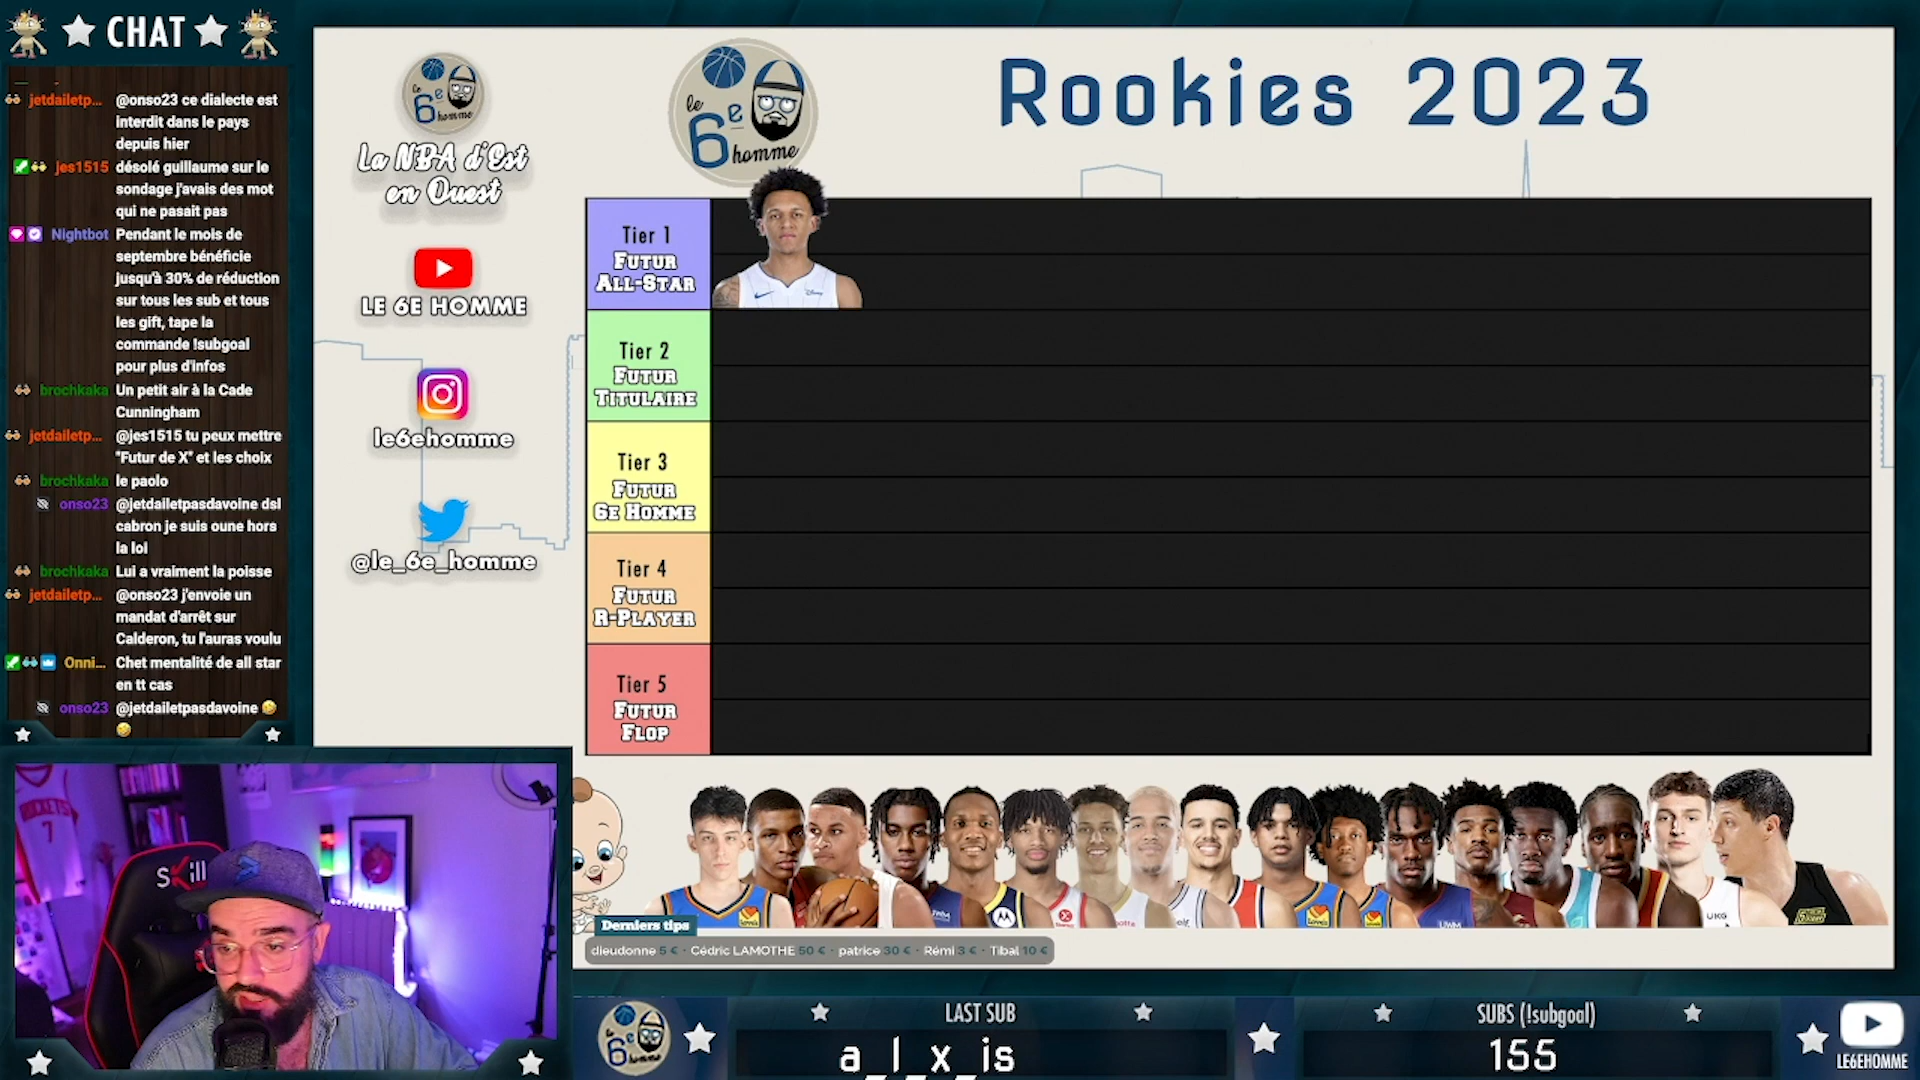 CHAT
jetdailetp... @onso23 ce dialecte est
interdit dans le pays
depuis hier
jes1515 désolé guillaume sur le
sondage j'avais des mot
qui ne pasait pas
Nightbot Pendant le mois de
septembre bénéficie
jusqu'à 30% de réduction
sur tous les sub et tous
les gift, tape la
commande !subgoal
pour plus d'infos
brochkaka Un petit air à la Cade
Cunningham
jetdailetp... @jes1515 tu peux mettre
"Futur de X" et les choix
brochkaka le paolo
onso23 @jetdailetpasdavoine dsl
cabron je suis oune hors
la loi
brochkaka Lui a vraiment la poisse
jetdailetp... @onso23 j'envoie un
mandat d'arrêt sur
Calderon, tu l'auras voulu
Onni... Chet mentalité de all star
en tt cas
onso23 @jetdailetpasdavoine
le 6e homme
La NBA d'Est
en Ouest
LE 6E HOMME
le6ehomme
@le_6e_homme
le
6e
homme
Rookies 2023
Tier 1
FUTUR
ALL-STAR
Tier 2
FUTUR
TITULAIRE
Tier 3
FUTUR
6E HOMME
Tier 4
FUTUR
R-PLAYER
Tier 5
FUTUR
FLOP
ROCKETS
7
Derniers tips
dieudonne 5 € · Cédric LAMOTHE 50 € · patrice 30 € · Rémi 3 € · Tibal 10 €
LAST SUB
a_l_x_is
SUBS (!subgoal)
155
LE6EHOMME